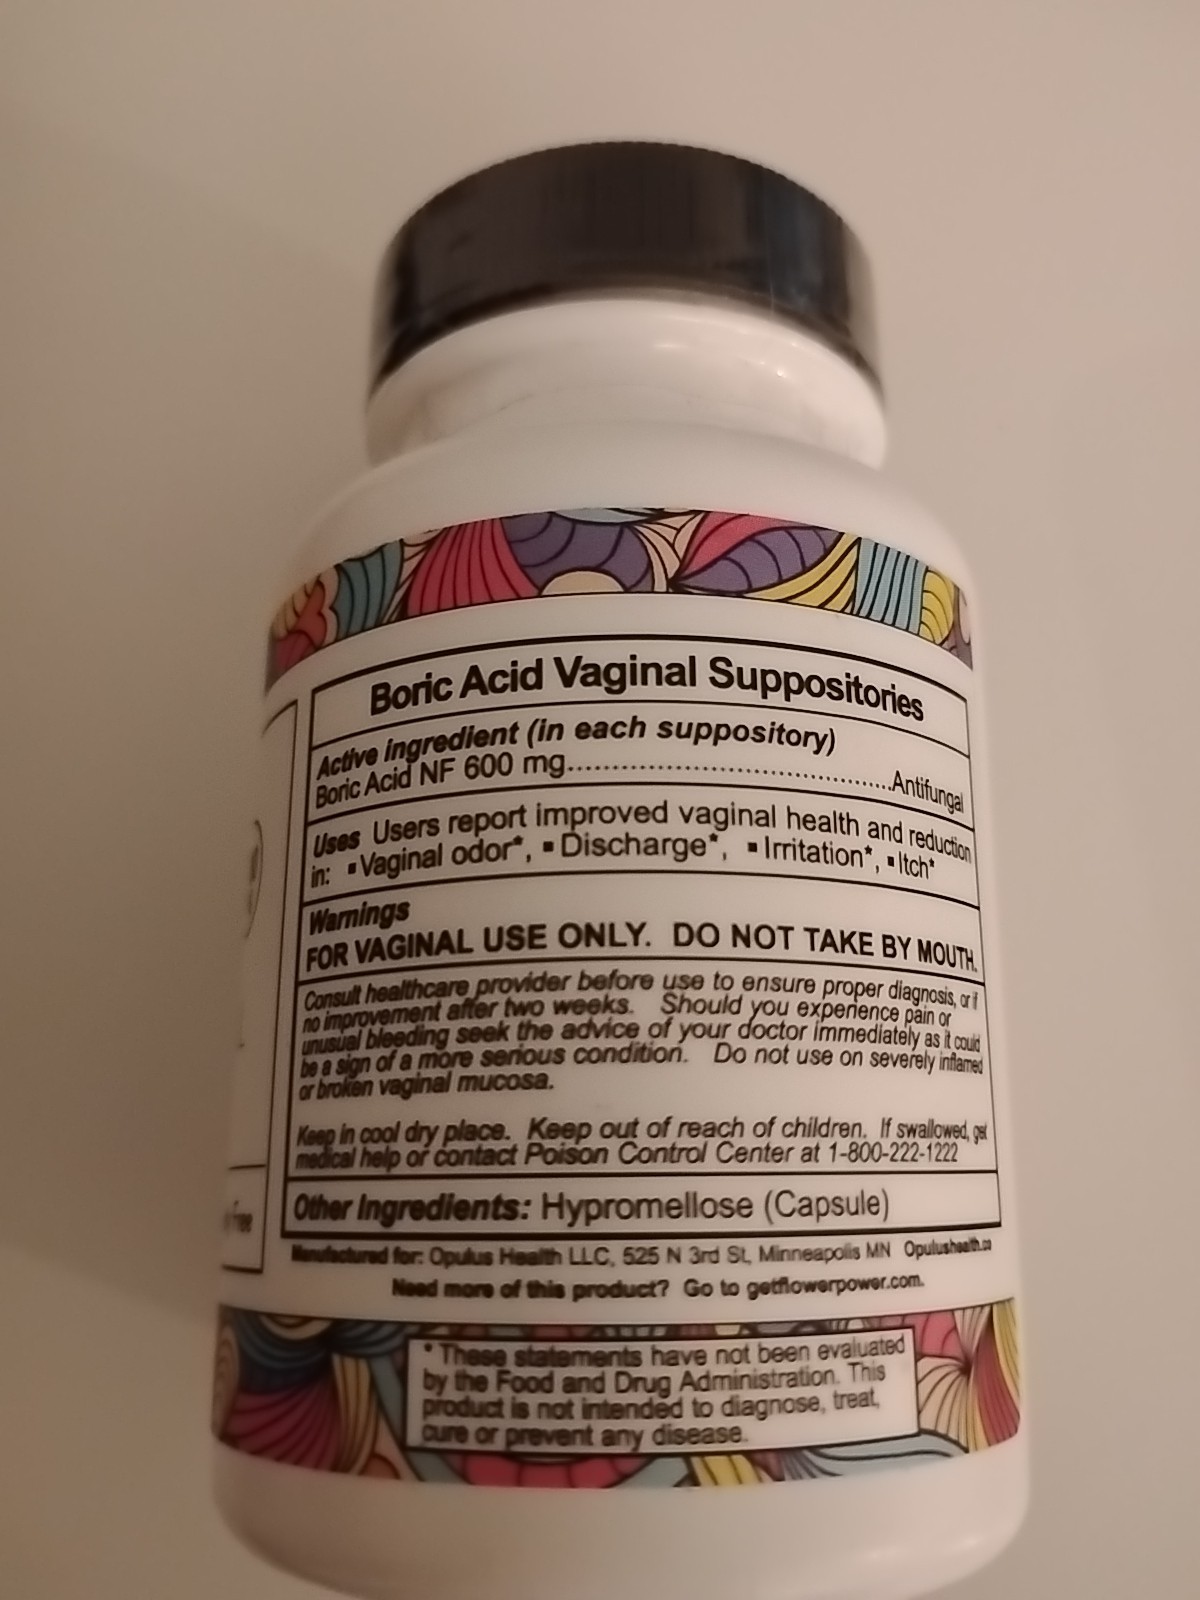 Boric Acid Vaginal Suppositories
Active ingredient (in each suppository)
Boric Acid NF 600 mg..........................................Antifungal
Uses Users report improved vaginal health and reduction
in: ▪ Vaginal odor*, ▪ Discharge*, ▪ Irritation*, ▪ Itch*
Warnings
FOR VAGINAL USE ONLY. DO NOT TAKE BY MOUTH.
Consult healthcare provider before use to ensure proper diagnosis, or if
no improvement after two weeks. Should you experience pain or
unusual bleeding seek the advice of your doctor immediately as it could
be a sign of a more serious condition. Do not use on severely inflamed
or broken vaginal mucosa.
Keep in cool dry place. Keep out of reach of children. If swallowed, get
medical help or contact Poison Control Center at 1-800-222-1222
Other Ingredients: Hypromellose (Capsule)
Manufactured for: Opulus Health LLC, 525 N 3rd St, Minneapolis MN Opulushealth.co
Need more of this product? Go to getflowerpower.com.
* These statements have not been evaluated
by the Food and Drug Administration. This
product is not intended to diagnose, treat,
cure or prevent any disease.
free